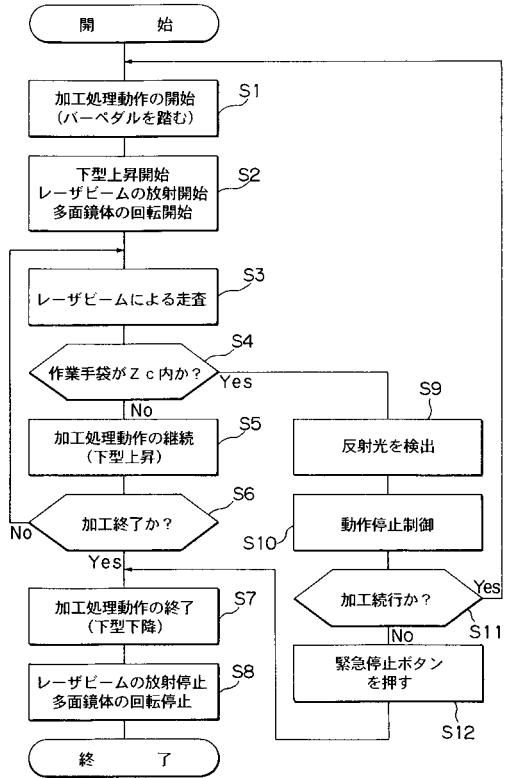 開 始
加工処理動作の開始
(バーペダルを踏む)
S1
下型上昇開始
レーザビームの放射開始
多面鏡体の回転開始
S2
レーザビームによる走査
S3
作業手袋がZc内か?
S4
Yes
No
加工処理動作の継続
(下型上昇)
S5
加工終了か?
S6
No
Yes
加工処理動作の終了
(下型下降)
S7
レーザビームの放射停止
多面鏡体の回転停止
S8
終 了
反射光を検出
S9
動作停止制御
S10
加工続行か?
Yes
S11
No
緊急停止ボタン
を押す
S12